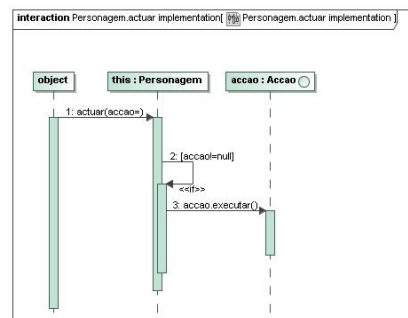 interaction Personagem.actuar implementation[ Personagem.actuar implementation ]
object
this : Personagem
accao : Accao
1: actuar(accao=)
2: [accao!=null]
<<if>>
3: accao.executar()